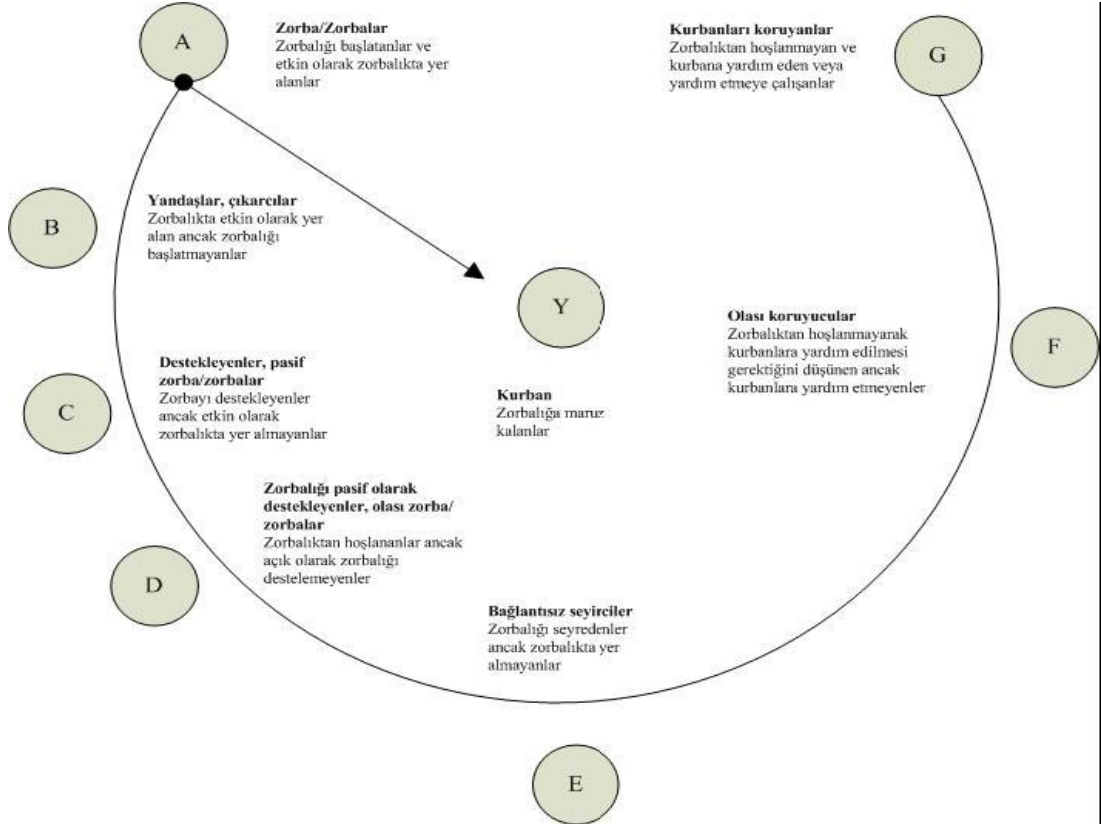 A
Zorba/Zorbalar
Zorbalığı başlatanlar ve
etkin olarak zorbalıkta yer
alanlar
Kurbanları koruyanlar
Zorbalıktan hoşlanmayan ve
kurbana yardım eden veya
yardım etmeye çalışanlar
G
B
Yandaşlar, çıkarcılar
Zorbalıkta etkin olarak yer
alan ancak zorbalığı
başlatmayanlar
Y
Kurban
Zorbalığa maruz
kalanlar
Olası koruyucular
Zorbalıktan hoşlanmayarak
kurbanlara yardım edilmesi
gerektiğini düşünen ancak
kurbanlara yardım etmeyenler
F
C
Destekleyenler, pasif
zorba/zorbalar
Zorbayı destekleyenler
ancak etkin olarak
zorbalıkta yer almayanlar
D
Zorbalığı pasif olarak
destekleyenler, olası zorba/
zorbalar
Zorbalıktan hoşlananlar ancak
açık olarak zorbalığı
destelemeyenler
Bağlantısız seyirciler
Zorbalığı seyredenler
ancak zorbalıkta yer
almayanlar
E